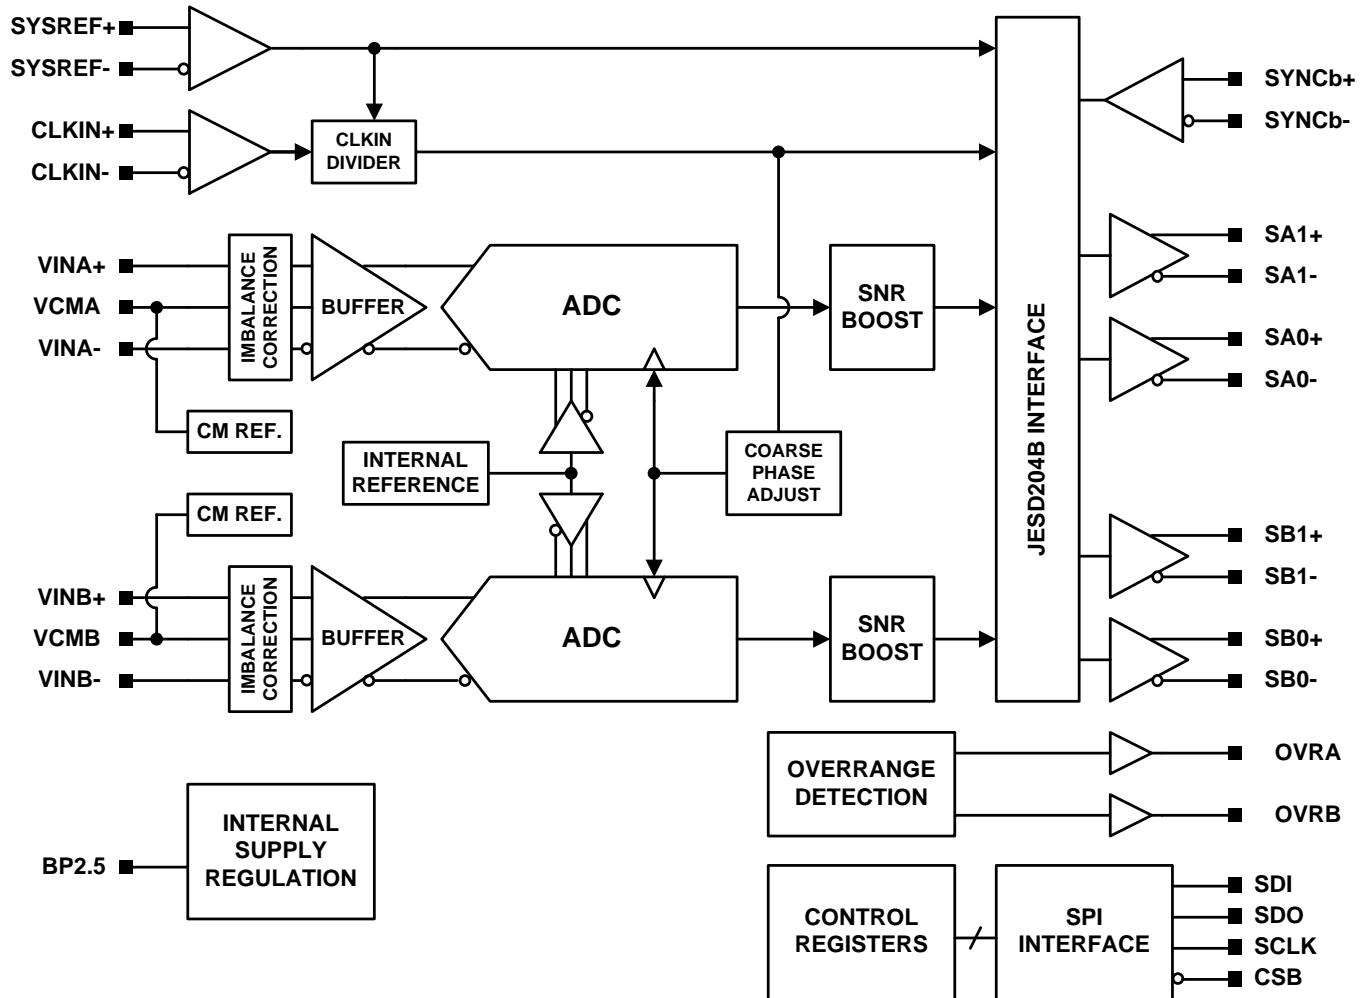 SYSREF+
SYSREF-
CLKIN+
CLKIN-
CLKIN
DIVIDER
SYNCb+
SYNCb-
VINA+
VCMA
VINA-
IMBALANCE
CORRECTION
BUFFER
ADC
SNR
BOOST
JESD204B INTERFACE
SA1+
SA1-
SA0+
SA0-
CM REF.
INTERNAL
REFERENCE
COARSE
PHASE
ADJUST
CM REF.
VINB+
VCMB
VINB-
IMBALANCE
CORRECTION
BUFFER
ADC
SNR
BOOST
SB1+
SB1-
SB0+
SB0-
OVERRANGE
DETECTION
OVRA
OVRB
BP2.5
INTERNAL
SUPPLY
REGULATION
CONTROL
REGISTERS
SPI
INTERFACE
SDI
SDO
SCLK
CSB